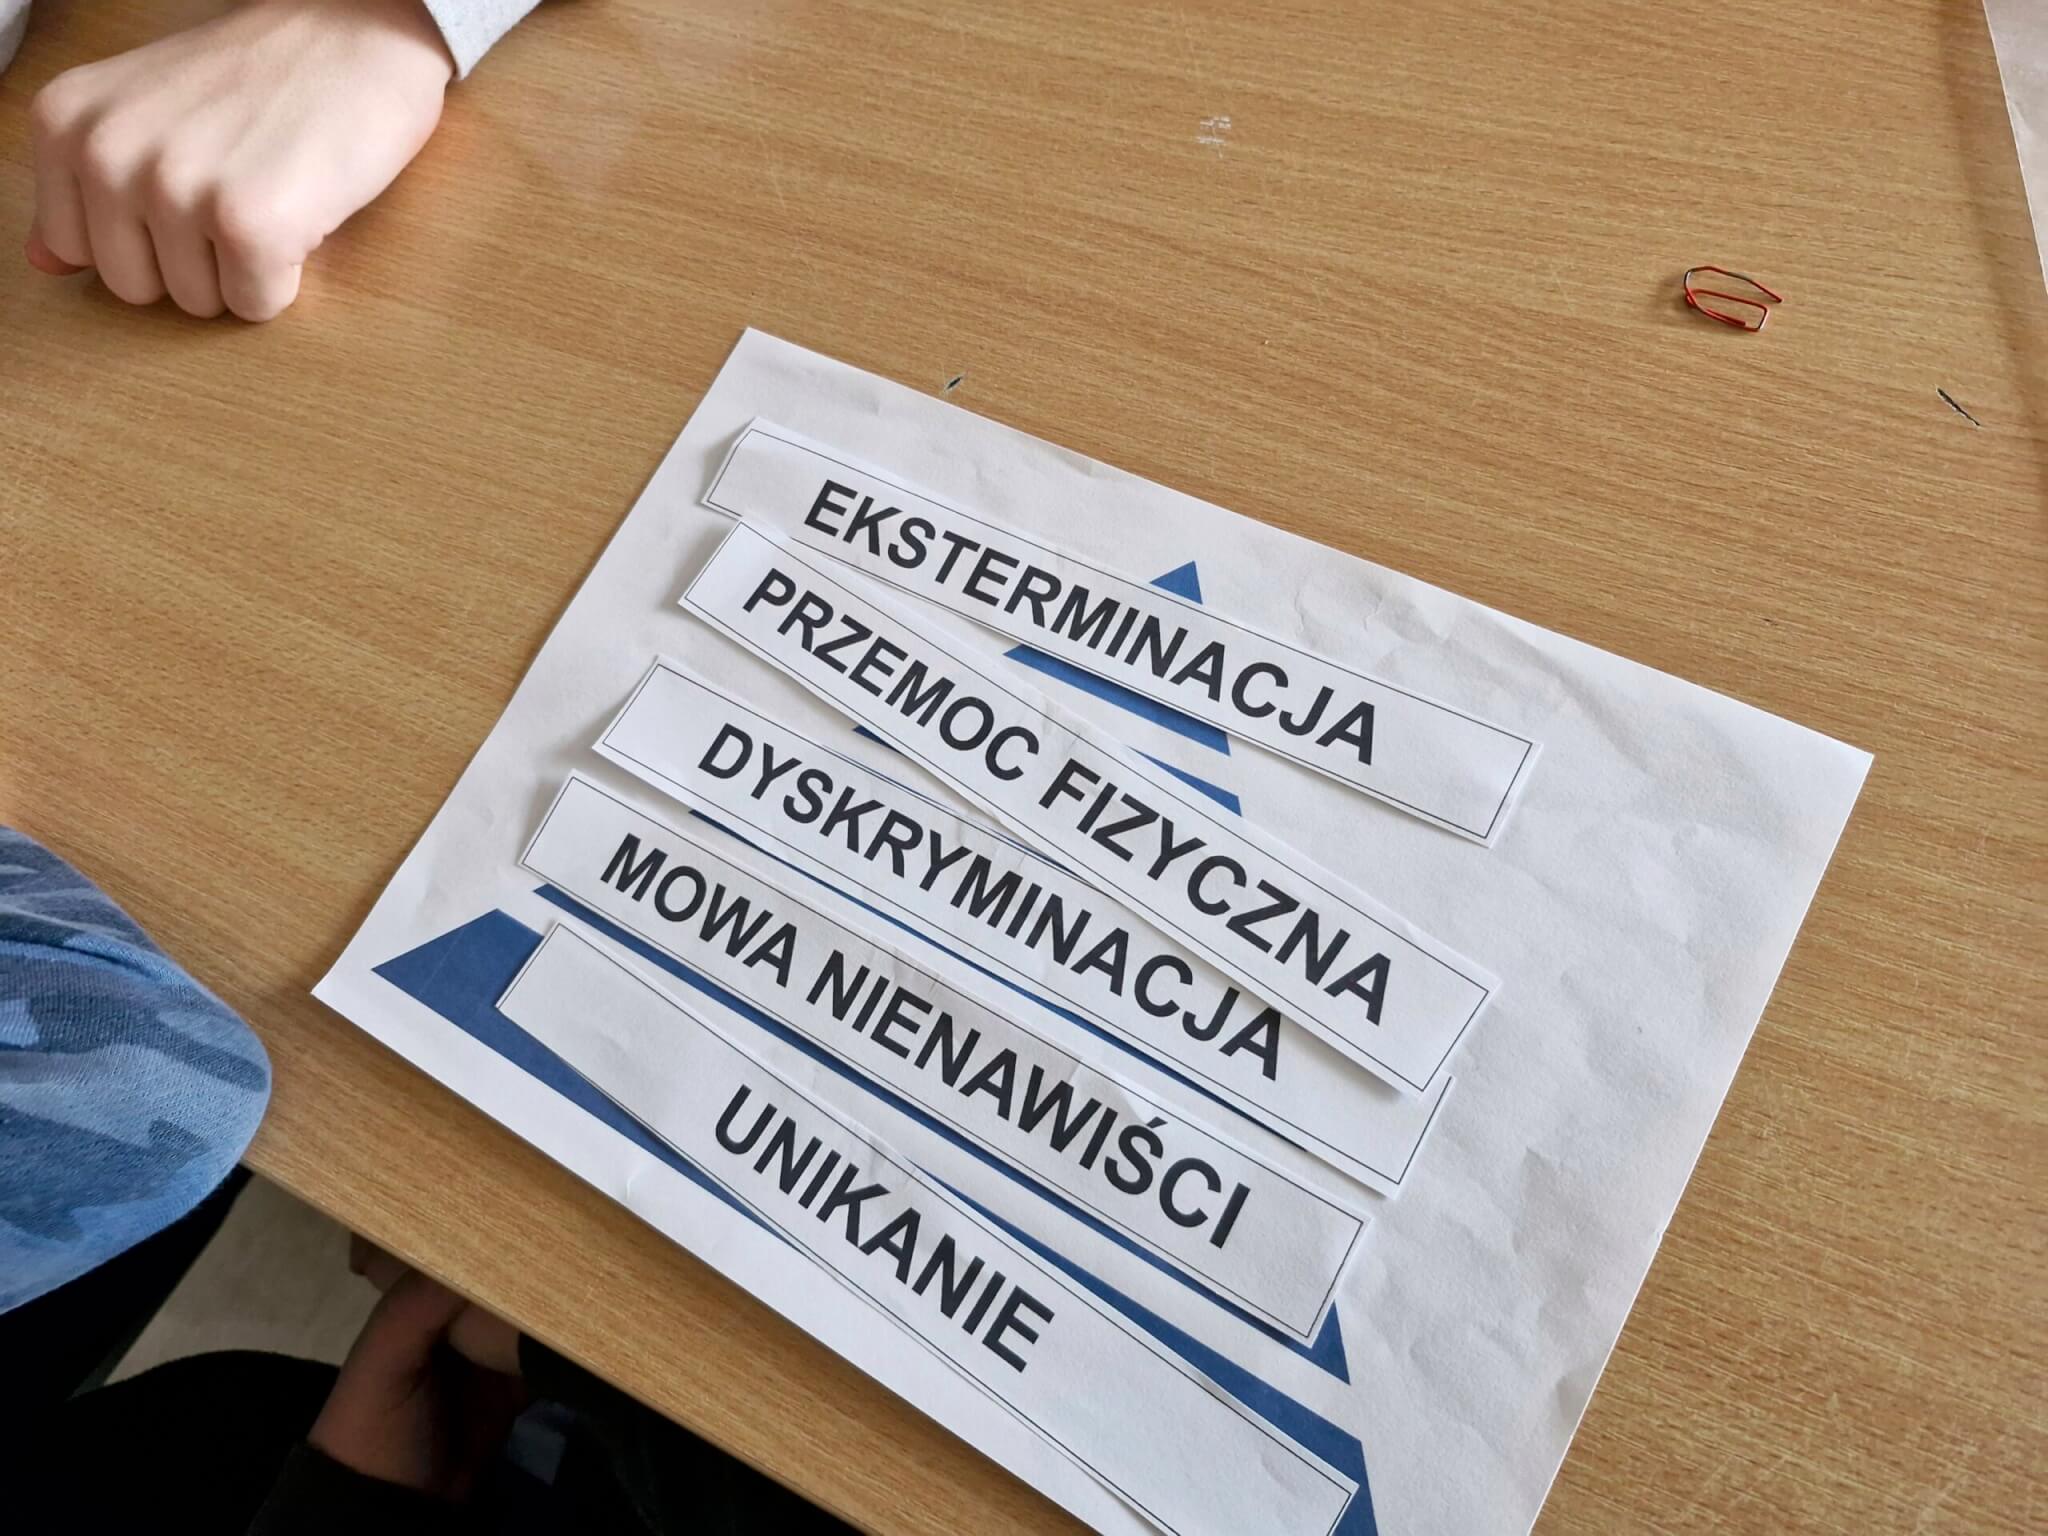 EKSTERMINACJA
PRZEMOC FIZYCZNA
DYSKRYMINACJA
MOWA NIENAWIŚCI
UNIKANIE